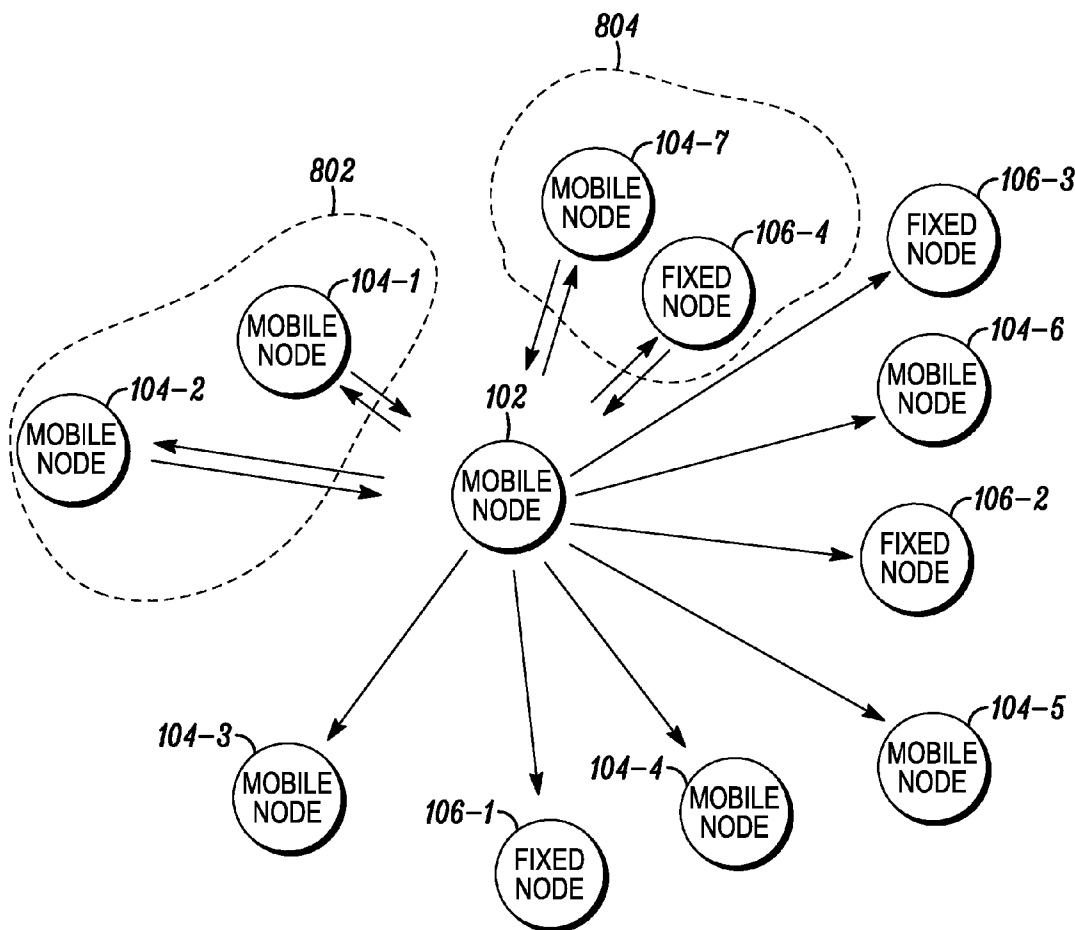 804
802
104-7
MOBILE
NODE
106-3
FIXED
NODE
106-4
FIXED
NODE
104-1
MOBILE
NODE
104-6
MOBILE
NODE
104-2
MOBILE
NODE
102
MOBILE
NODE
106-2
FIXED
NODE
104-3
MOBILE
NODE
106-1
FIXED
NODE
104-4
MOBILE
NODE
104-5
MOBILE
NODE